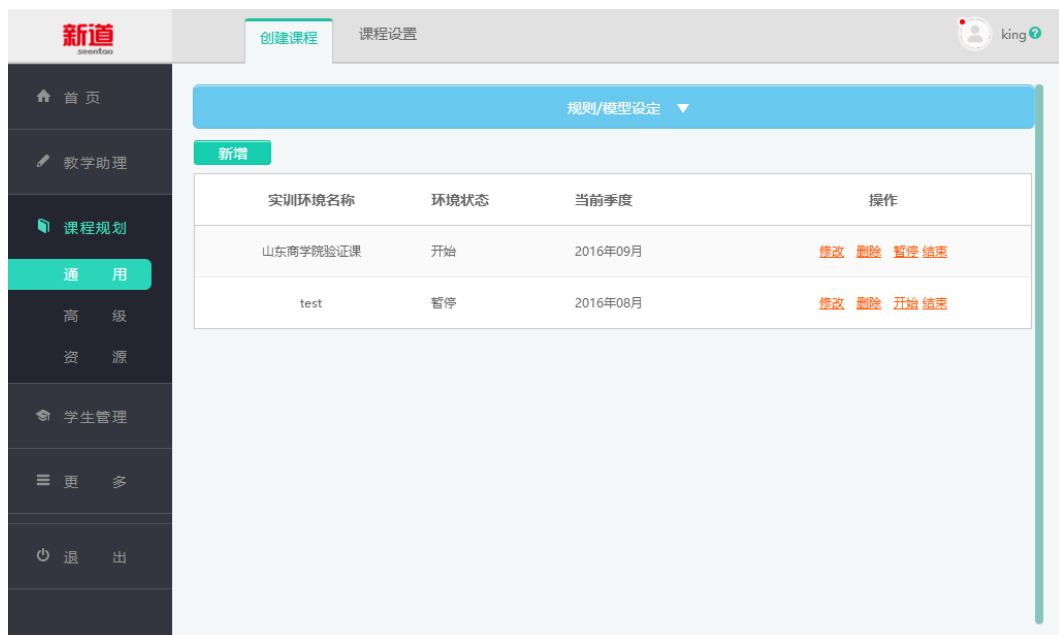 新道
seentao
创建课程 课程设置
king
首页
教学助理
课程规划
通 用
高 级
资 源
学生管理
更 多
退 出
规则/模型设定
新增
实训环境名称 环境状态 当前季度 操作
山东商学院验证课 开始 2016年09月 修改 删除 暂停 结束
test 暂停 2016年08月 修改 删除 开始 结束